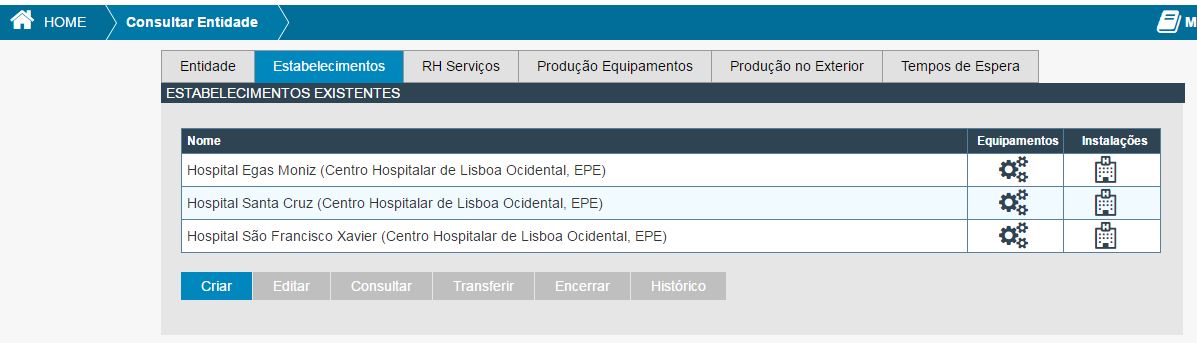 HOME Consultar Entidade M
Entidade Estabelecimentos RH Serviços Produção Equipamentos Produção no Exterior Tempos de Espera
ESTABELECIMENTOS EXISTENTES
Nome Equipamentos Instalações
Hospital Egas Moniz (Centro Hospitalar de Lisboa Ocidental, EPE)
Hospital Santa Cruz (Centro Hospitalar de Lisboa Ocidental, EPE)
Hospital São Francisco Xavier (Centro Hospitalar de Lisboa Ocidental, EPE)
Criar Editar Consultar Transferir Encerrar Histórico